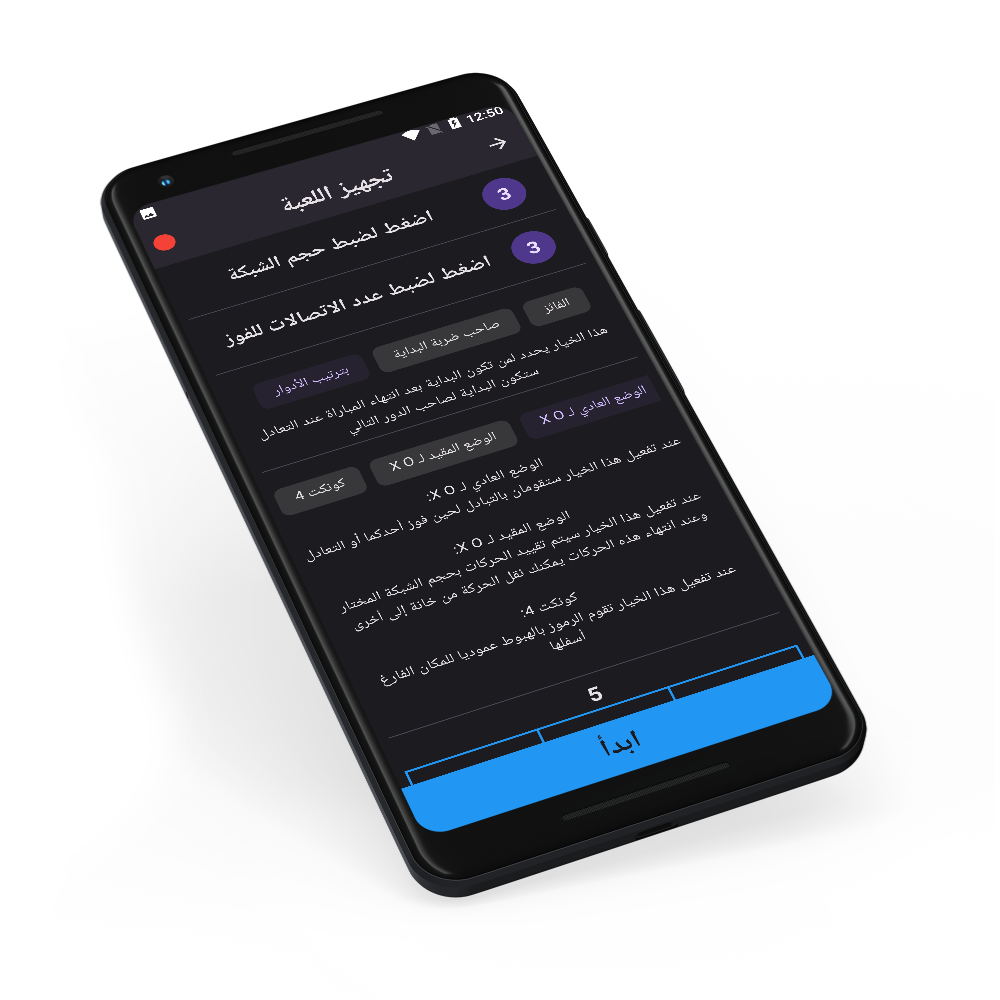 12:50
تجهيز اللعبة
3
اضغط لضبط حجم الشبكة
3
اضغط لضبط عدد الاتصالات للفوز
الفائز
صاحب ضربة البداية
بترتيب الأدوار
هذا الخيار يحدد لمن تكون البداية بعد انتهاء المباراة عند التعادل
ستكون البداية لصاحب الدور التالي
الوضع العادي لـ X O
الوضع المقيد لـ X O
كونكت 4
الوضع العادي لـ X O:
عند تفعيل هذا الخيار ستقومان بالتبادل لحين فوز أحدكما أو التعادل
الوضع المقيد لـ X O:
عند تفعيل هذا الخيار سيتم تقييد الحركات بحجم الشبكة المختار
وعند انتهاء هذه الحركات يمكنك نقل الحركة من خانة إلى أخرى
كونكت 4:
عند تفعيل هذا الخيار تقوم الرموز بالهبوط عموديا للمكان الفارغ
أسفلها
5
ابدأ